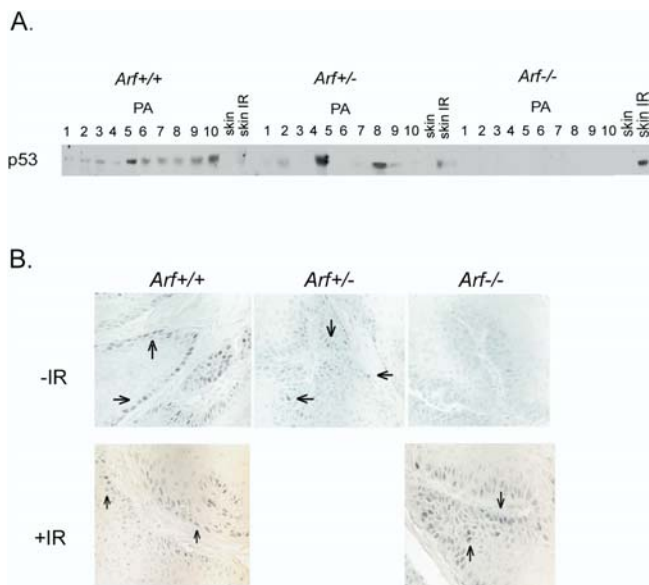 A.
Arf+/+ Arf+/- Arf-/-
PA PA PA
1 2 3 4 5 6 7 8 9 10 skin skin IR 1 2 3 4 5 6 7 8 9 10 skin skin IR 1 2 3 4 5 6 7 8 9 10 skin skin IR
p53
B.
Arf+/+ Arf+/- Arf-/-
-IR
+IR